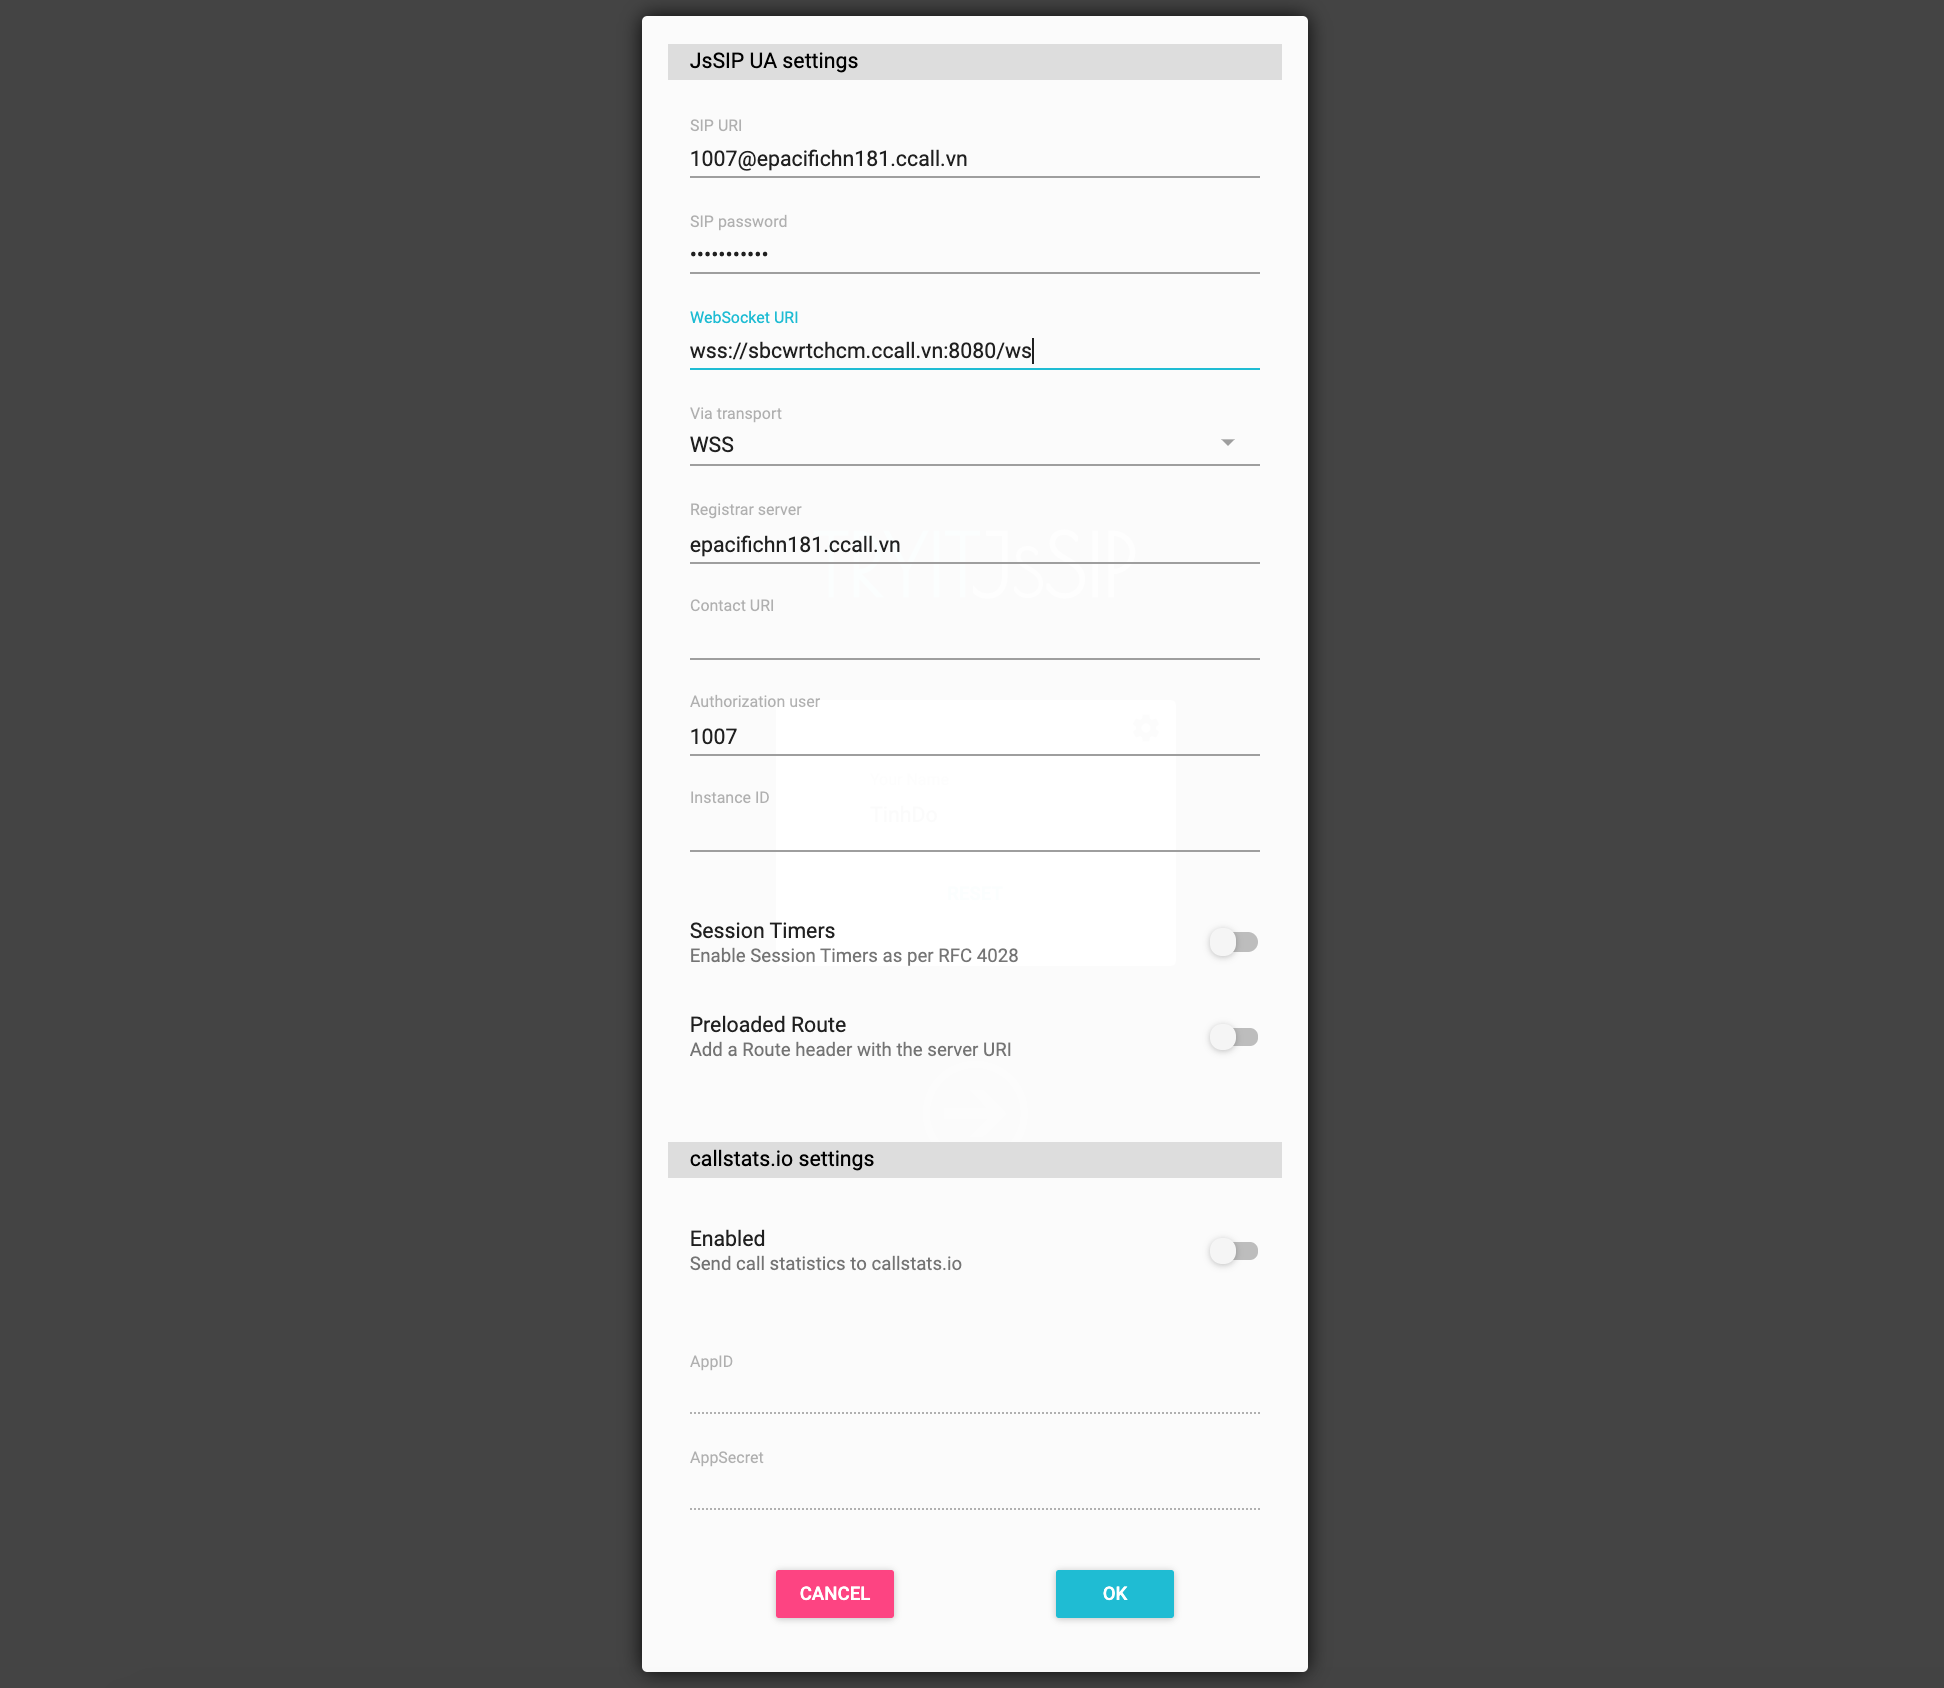 JsSIP UA settings
SIP URI
1007@epacifichn181.ccall.vn
SIP password
•••••••••••
WebSocket URI
wss://sbcwrtchcm.ccall.vn:8080/ws
Via transport
WSS
Registrar server
epacifichn181.ccall.vn
TRYITJsSIP
Contact URI
Authorization user
1007
Instance ID
TinhDo
Session Timers
Enable Session Timers as per RFC 4028
Preloaded Route
Add a Route header with the server URI
callstats.io settings
Enabled
Send call statistics to callstats.io
AppID
AppSecret
CANCEL
OK